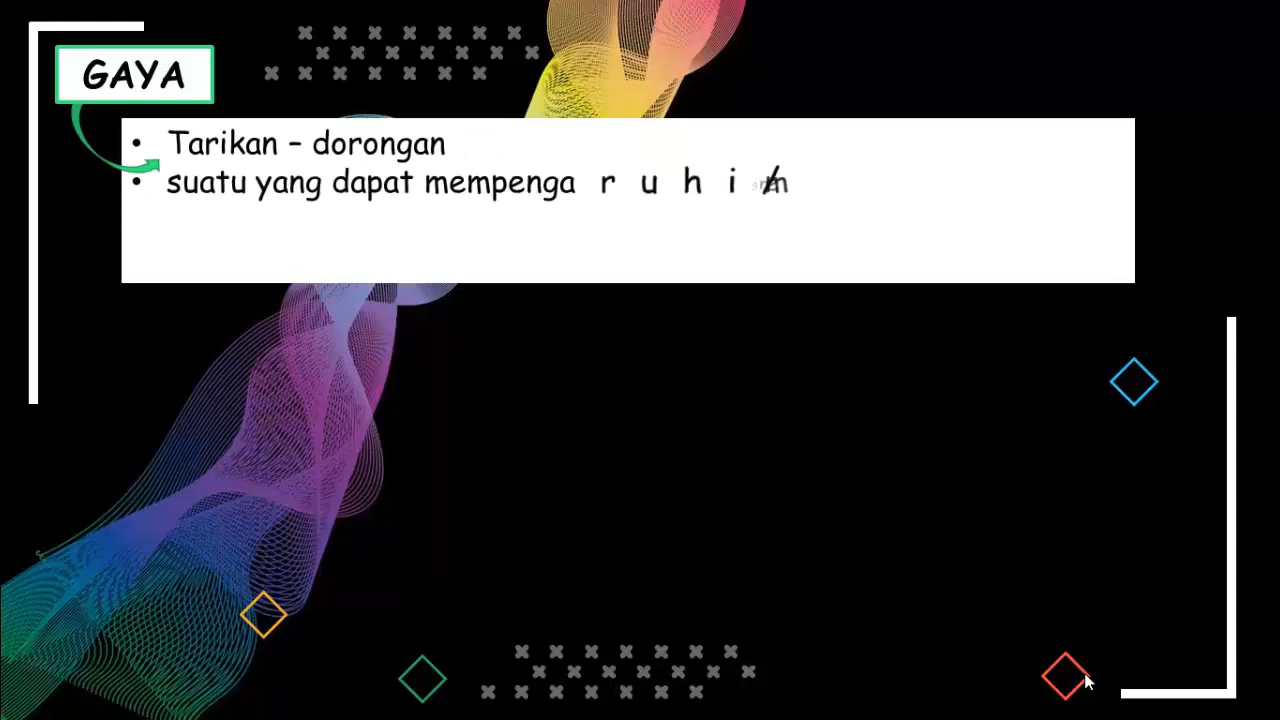 GAYA
• Tarikan – dorongan
• suatu yang dapat mempenga r u h i